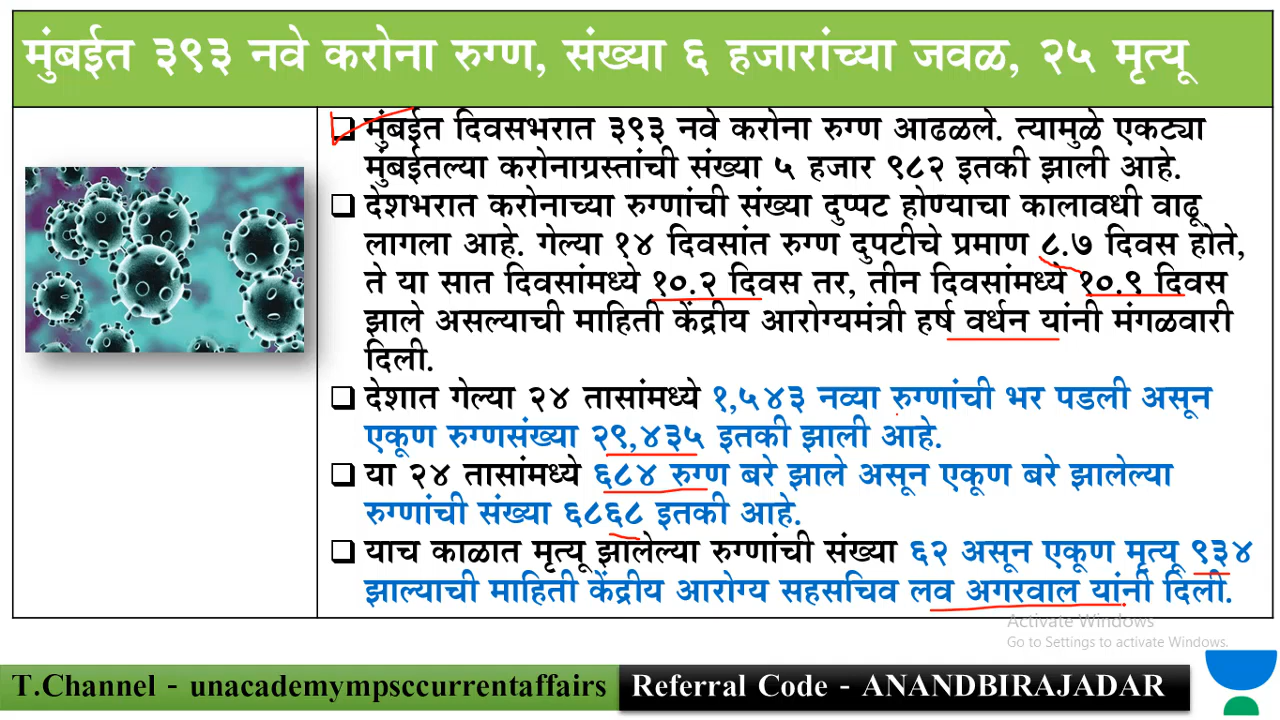 मुंबईत ३९३ नवे करोना रुग्ण, संख्या ६ हजारांच्या जवळ, २५ मृत्यू
मुंबईत दिवसभरात ३९३ नवे करोना रुग्ण आढळले. त्यामुळे एकट्या
मुंबईतल्या करोनाग्रस्तांची संख्या ५ हजार ९८२ इतकी झाली आहे.
देशभरात करोनाच्या रुग्णांची संख्या दुप्पट होण्याचा कालावधी वाढू
लागला आहे. गेल्या १४ दिवसांत रुग्ण दुपटीचे प्रमाण ८.७ दिवस होते,
ते या सात दिवसांमध्ये १०.२ दिवस तर, तीन दिवसांमध्ये १०.९ दिवस
झाले असल्याची माहिती केंद्रीय आरोग्यमंत्री हर्ष वर्धन यांनी मंगळवारी
दिली.
देशात गेल्या २४ तासांमध्ये १,५४३ नव्या रुग्णांची भर पडली असून
एकूण रुग्णसंख्या २९,४३५ इतकी झाली आहे.
या २४ तासांमध्ये ६८४ रुग्ण बरे झाले असून एकूण बरे झालेल्या
रुग्णांची संख्या ६८६८ इतकी आहे.
याच काळात मृत्यू झालेल्या रुग्णांची संख्या ६२ असून एकूण मृत्यू ९३४
झाल्याची माहिती केंद्रीय आरोग्य सहसचिव लव अगरवाल यांनी दिली.
Activate Windows
Go to Settings to activate Windows.
T.Channel - unacademympsccurrentaffairs
Referral Code - ANANDBIRAJADAR